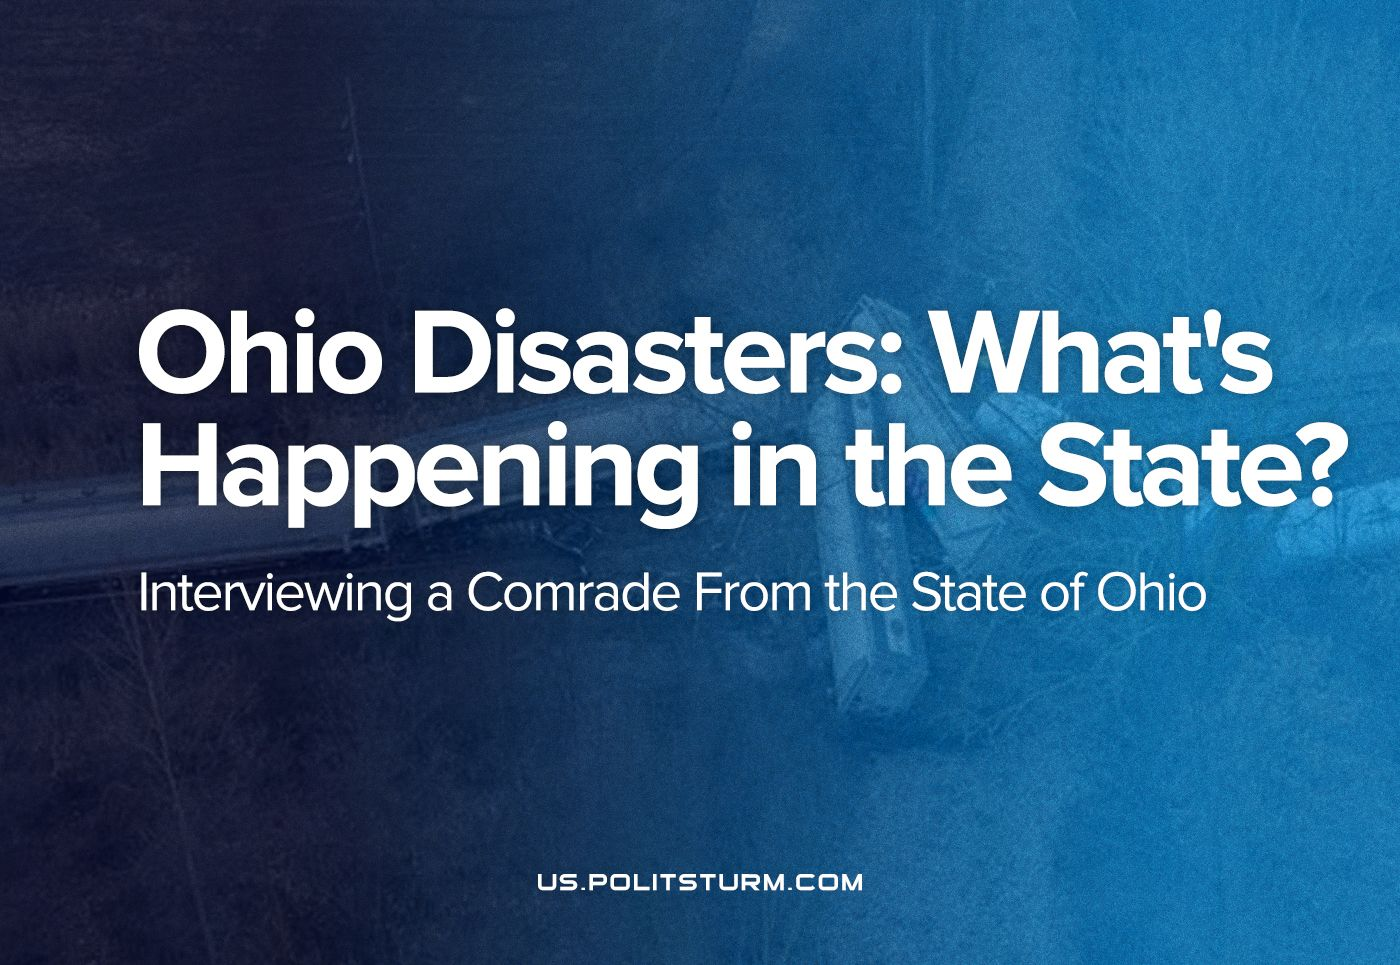 Ohio Disasters: What's
Happening in the State?
Interviewing a Comrade From the State of Ohio
US.POLITSTURM.COM